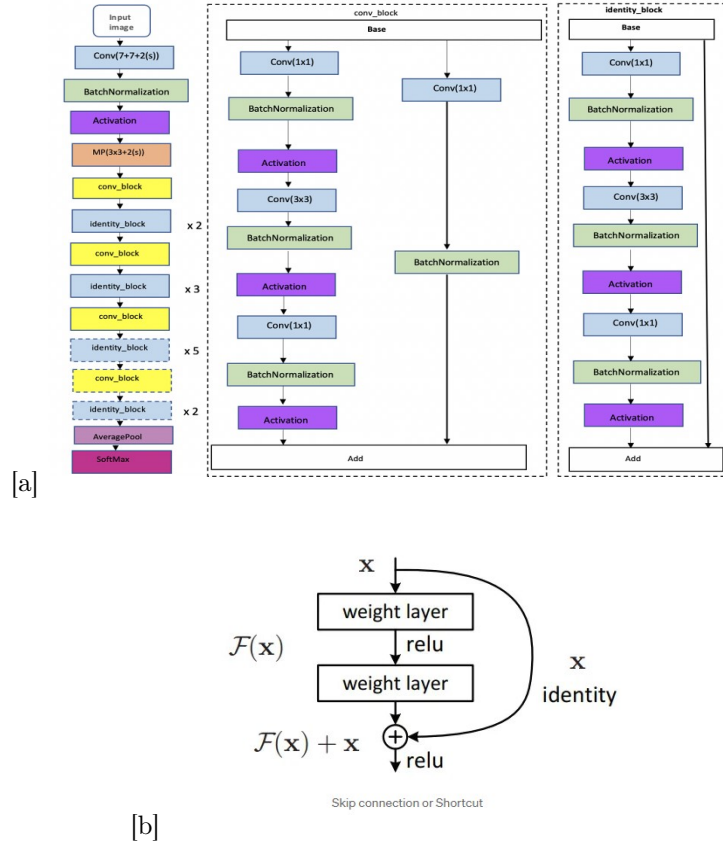 Input
image
Conv(7+7+2(s))
BatchNormalization
Activation
MP(3x3+2(s))
conv_block
identity_block
x 2
conv_block
identity_block
x 3
conv_block
identity_block
x 5
conv_block
identity_block
x 2
AveragePool
SoftMax
conv_block
Base
Conv(1x1)
BatchNormalization
Activation
Conv(3x3)
BatchNormalization
Activation
Conv(1x1)
BatchNormalization
Activation
Conv(1x1)
BatchNormalization
Add
identity_block
Base
Conv(1x1)
BatchNormalization
Activation
Conv(3x3)
BatchNormalization
Activation
Conv(1x1)
BatchNormalization
Activation
Add
[a]
x
weight layer
F(x)
relu
weight layer
x
identity
F(x) + x
+
relu
Skip connection or Shortcut
[b]